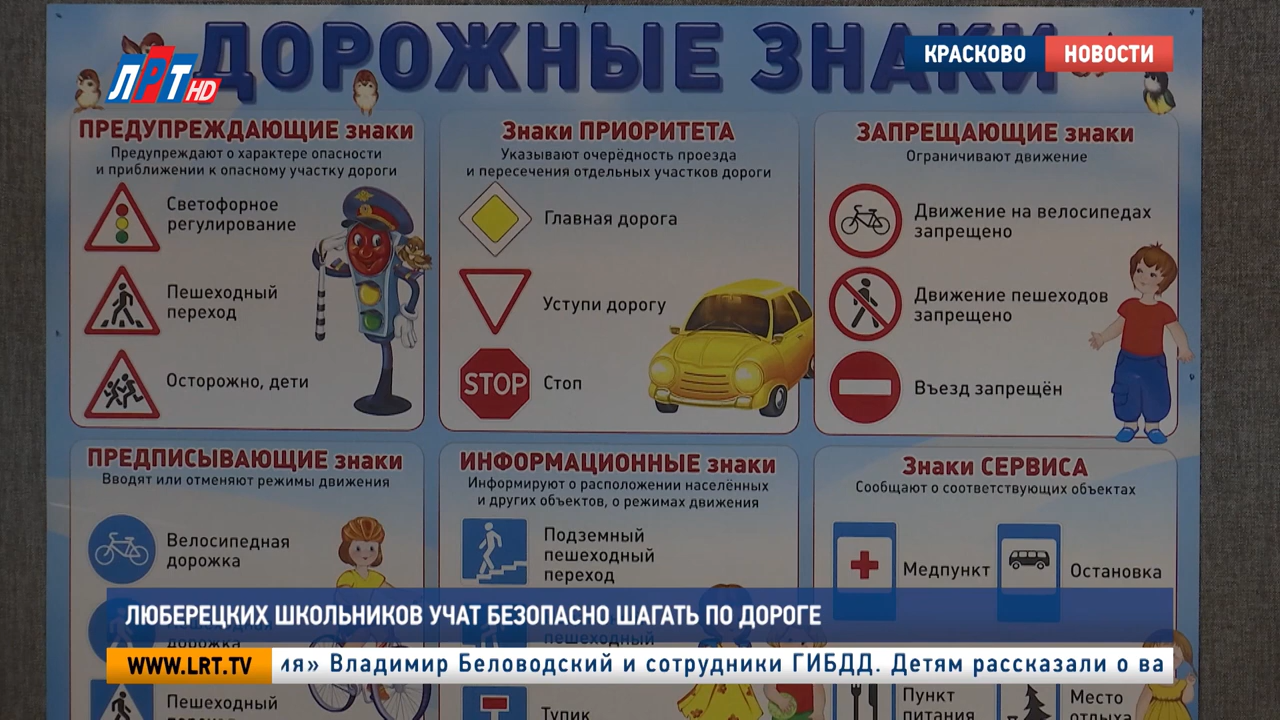 ДОРОЖНЫЕ ЗНАКИ
ЛРТ HD
КРАСКОВО
НОВОСТИ
ПРЕДУПРЕЖДАЮЩИЕ знаки
Предупреждают о характере опасности
и приближении к опасному участку дороги
Светофорное
регулирование
Пешеходный
переход
Осторожно, дети
Знаки ПРИОРИТЕТА
Указывают очерёдность проезда
и пересечения отдельных участков дороги
Главная дорога
Уступи дорогу
STOP
Стоп
ЗАПРЕЩАЮЩИЕ знаки
Ограничивают движение
Движение на велосипедах
запрещено
Движение пешеходов
запрещено
Въезд запрещён
ПРЕДПИСЫВАЮЩИЕ знаки
Вводят или отменяют режимы движения
Велосипедная
дорожка
дорожка
Пешеходный
ИНФОРМАЦИОННЫЕ знаки
Информируют о расположении населённых
и других объектов, о режимах движения
Подземный
пешеходный
переход
пешеходный
Тупик
Знаки СЕРВИСА
Сообщают о соответствующих объектах
Медпункт
Остановка
Пункт
питания
Место
отдыха
ЛЮБЕРЕЦКИХ ШКОЛЬНИКОВ УЧАТ БЕЗОПАСНО ШАГАТЬ ПО ДОРОГЕ
WWW.LRT.TV
ия» Владимир Беловодский и сотрудники ГИБДД. Детям рассказали о ва